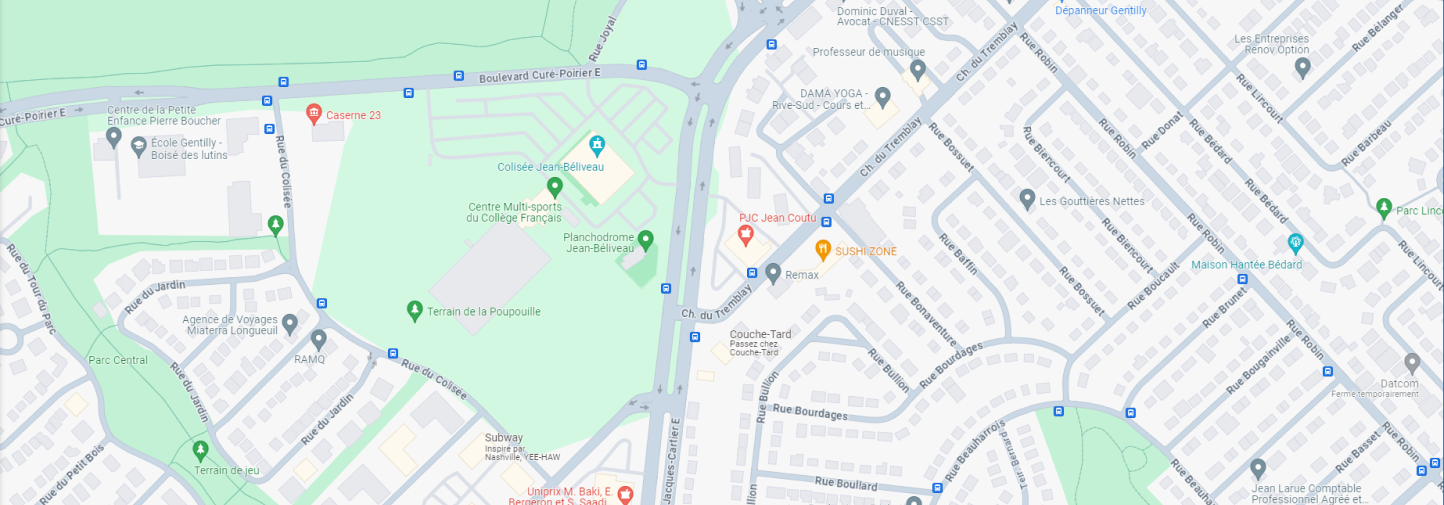 Dominic Duval -
Avocat - CNESST CSST
Dépanneur Gentilly
Rue Joyal
Ch. du Tremblay
Rue Robin
Rue Bélanger
Les Entreprises
Rénov Option
Professeur de musique
Boulevard Curé-Poirier E
Curé-Poirier E
Centre de la Petite
Enfance Pierre Boucher
Caserne 23
DAMA YOGA -
Rive-Sud - Cours et...
Rue Lincourt
Rue Donat
Rue Barbeau
École Gentilly -
Boisé des lutins
Rue du Colisée
Colisée Jean-Béliveau
Ch. du Tremblay
Rue Bossuet
Rue Biencourt
Rue Bédard
Centre Multi-sports
du Collège Français
PJC Jean Coutu
Les Gouttières Nettes
Rue Bédard
Parc Linc
Planchodrome
Jean-Béliveau
SUSHI ZONE
Rue Baffin
Rue Biencourt
Rue Robin
Maison Hantée Bédard
Rue Lincourt
Rue du Tour du Parc
Rue du Jardin
Remax
Rue Bossuet
Rue Boucault
Rue Brunet
Agence de Voyages
Miaterra Longueuil
Terrain de la Poupouille
Ch. du Tremblay
Rue Bonaventure
RAMQ
Couche-Tard
Passez chez
Couche-Tard
Rue Robin
Parc Central
Rue du Colisée
Rue Bullion
Rue Bourdages
Rue Bougainville
Datcom
Fermé temporairement
Rue du Jardin
Rue du Jardin
Rue Bullion
Rue Bourdages
Jacques-Cartier E
Rue Beauharnois
Terr. Bernard
Rue Robin
Subway
Inspiré par
Nashville, YEE-HAW
Rue Basset
Rue du Petit Bois
Terrain de jeu
Rue Boullard
llion
Rue Beauha
Uniprix M. Baki, E.
Bergeron et S. Saadi
Jean Larue Comptable
Professionnel Agréé et...